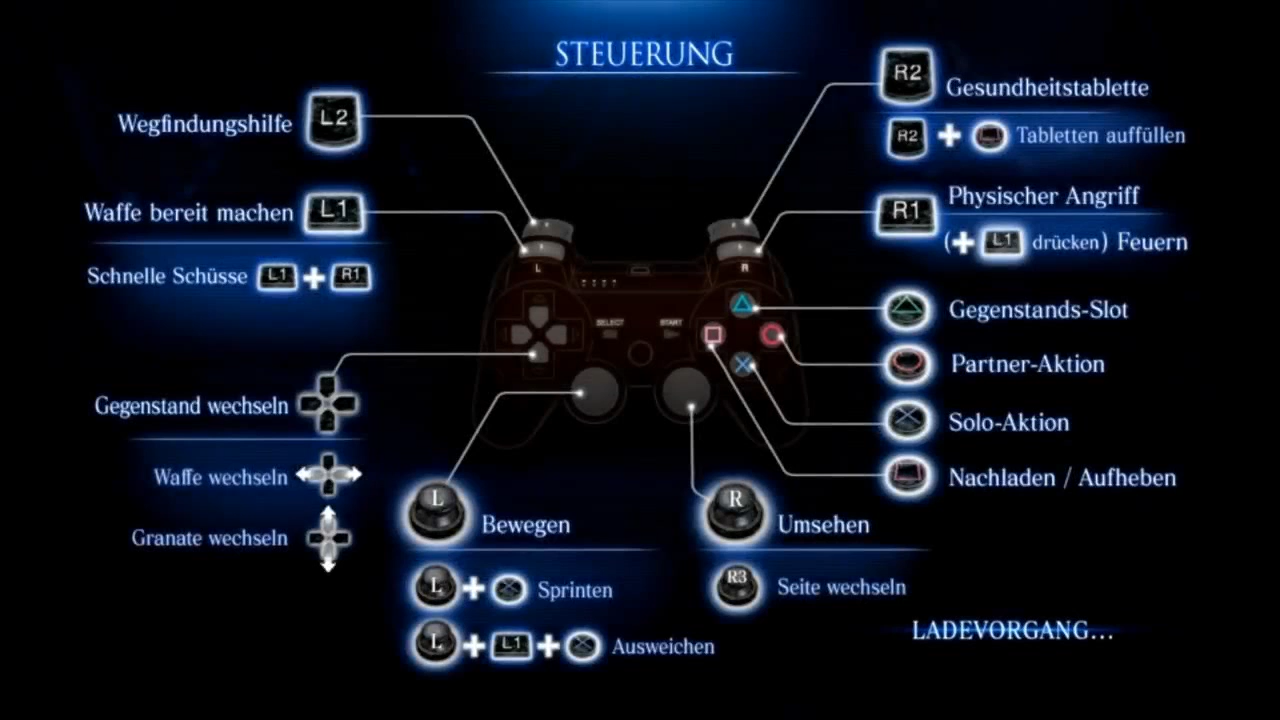 STEUERUNG
Wegfindungshilfe L2
Waffe bereit machen L1
Schnelle Schüsse L1 + R1
Gegenstand wechseln
Waffe wechseln
Granate wechseln
R2 Gesundheitstablette
R2 + Tabletten auffüllen
R1 Physischer Angriff
(+ L1 drücken) Feuern
Gegenstands-Slot
Partner-Aktion
Solo-Aktion
Nachladen / Aufheben
L R
SELECT START
L Bewegen
L + Sprinten
L + L1 + Ausweichen
R Umsehen
R3 Seite wechseln
LADEVORGANG...